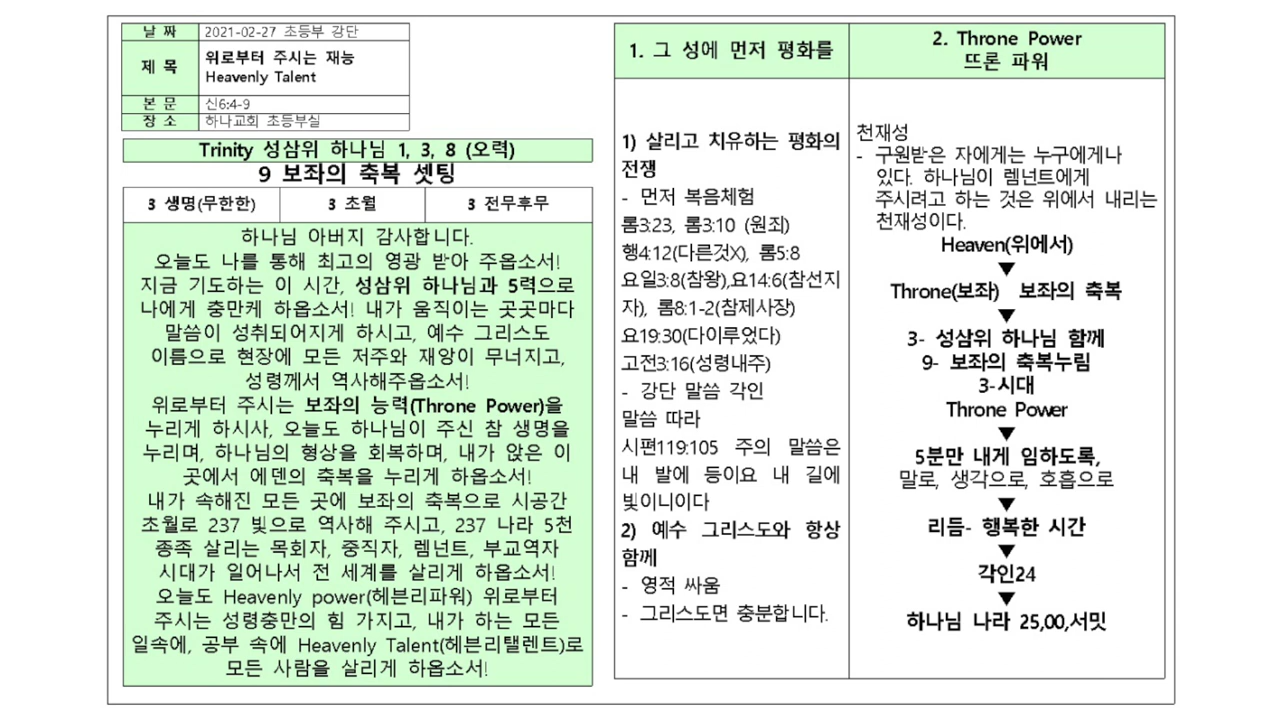 날 짜 2021-02-27 초등부 강단
제 목 위로부터 주시는 재능
Heavenly Talent
본 문 신6:4-9
장 소 하나교회 초등부실
Trinity 성삼위 하나님 1, 3, 8 (오력)
9 보좌의 축복 셋팅
3 생명(무한한) 3 초월 3 전무후무
하나님 아버지 감사합니다.
오늘도 나를 통해 최고의 영광 받아 주옵소서!
지금 기도하는 이 시간, 성삼위 하나님과 5력으로
나에게 충만케 하옵소서! 내가 움직이는 곳곳마다
말씀이 성취되어지게 하시고, 예수 그리스도
이름으로 현장에 모든 저주와 재앙이 무너지고,
성령께서 역사해주옵소서!
위로부터 주시는 보좌의 능력(Throne Power)을
누리게 하시사, 오늘도 하나님이 주신 참 생명을
누리며, 하나님의 형상을 회복하며, 내가 앉은 이
곳에서 에덴의 축복을 누리게 하옵소서!
내가 속해진 모든 곳에 보좌의 축복으로 시공간
초월로 237 빛으로 역사해 주시고, 237 나라 5천
종족 살리는 목회자, 중직자, 렘넌트, 부교역자
시대가 일어나서 전 세계를 살리게 하옵소서!
오늘도 Heavenly power(헤븐리파워) 위로부터
주시는 성령충만의 힘 가지고, 내가 하는 모든
일속에, 공부 속에 Heavenly Talent(헤븐리탤렌트)로
모든 사람을 살리게 하옵소서!
1. 그 성에 먼저 평화를
1) 살리고 치유하는 평화의
전쟁
- 먼저 복음체험
롬3:23, 롬3:10 (원죄)
행4:12(다른것X), 롬5:8
요일3:8(참왕),요14:6(참선지
자), 롬8:1-2(참제사장)
요19:30(다이루었다)
고전3:16(성령내주)
- 강단 말씀 각인
말씀 따라
시편119:105 주의 말씀은
내 발에 등이요 내 길에
빛이니이다
2) 예수 그리스도와 항상
함께
- 영적 싸움
- 그리스도면 충분합니다.
2. Throne Power
뜨론 파워
천재성
- 구원받은 자에게는 누구에게나
있다. 하나님이 렘넌트에게
주시려고 하는 것은 위에서 내리는
천재성이다.
Heaven(위에서)
▼
Throne(보좌) 보좌의 축복
▼
3- 성삼위 하나님 함께
9- 보좌의 축복누림
3-시대
Throne Power
▼
5분만 내게 임하도록,
말로, 생각으로, 호흡으로
▼
리듬- 행복한 시간
▼
각인24
▼
하나님 나라 25,00,서밋